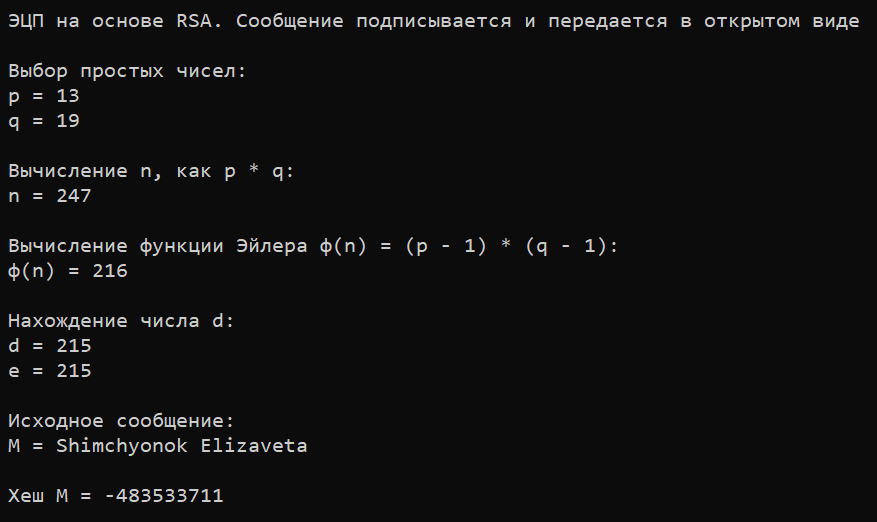 ЭЦП на основе RSA. Сообщение подписывается и передается в открытом виде
Выбор простых чисел:
p = 13
q = 19
Вычисление n, как p * q:
n = 247
Вычисление функции Эйлера ф(n) = (p - 1) * (q - 1):
ф(n) = 216
Нахождение числа d:
d = 215
e = 215
Исходное сообщение:
M = Shimchyonok Elizaveta
Хеш M = -483533711